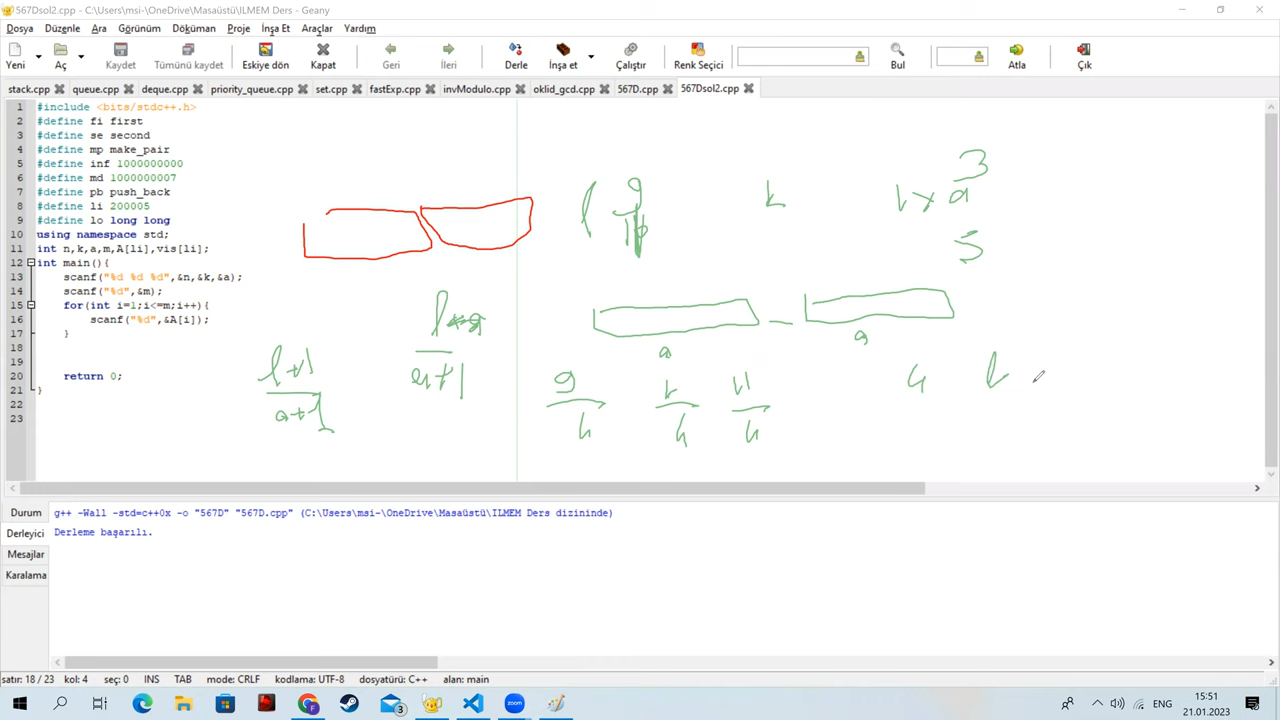 567Dsol2.cpp - C:\Users\msi-\OneDrive\Masaüstü\ILMEM Ders - Geany
Dosya Düzenle Ara Görünüm Döküman Proje İnşa Et Araçlar Yardım
Yeni Aç Kaydet Tümünü kaydet Eskiye dön Kapat Geri İleri Derle İnşa et Çalıştır Renk Seçici Bul Atla Çık
stack.cpp queue.cpp deque.cpp priority_queue.cpp set.cpp fastExp.cpp invModulo.cpp oklid_gcd.cpp 567D.cpp 567Dsol2.cpp
1 #include <bits/stdc++.h>
2 #define fi first
3 #define se second
4 #define mp make_pair
5 #define inf 1000000000
6 #define md 1000000007
7 #define pb push_back
8 #define li 200005
9 #define lo long long
10 using namespace std;
11 int n,k,a,m,A[li],vis[li];
12 int main(){
13 scanf("%d %d %d",&n,&k,&a);
14 scanf("%d",&m);
15 for(int i=1;i<=m;i++){
16 scanf("%d",&A[i]);
17 }
18
19
20 return 0;
21 }
22
23
3
l 9 k
a
5
l
a a
l+1
a+1
9
Durum g++ -Wall -std=c++0x -o "567D" "567D.cpp" (C:\Users\msi-\OneDrive\Masaüstü\ILMEM Ders dizininde)
Derleyici Derleme başarılı.
Mesajlar
Karalama
satır: 18 / 23 kol: 4 seç: 0 INS TAB mode: CRLF kodlama: UTF-8 dosyatürü: C++ alan: main
3 ENG 15:51
21.01.2023